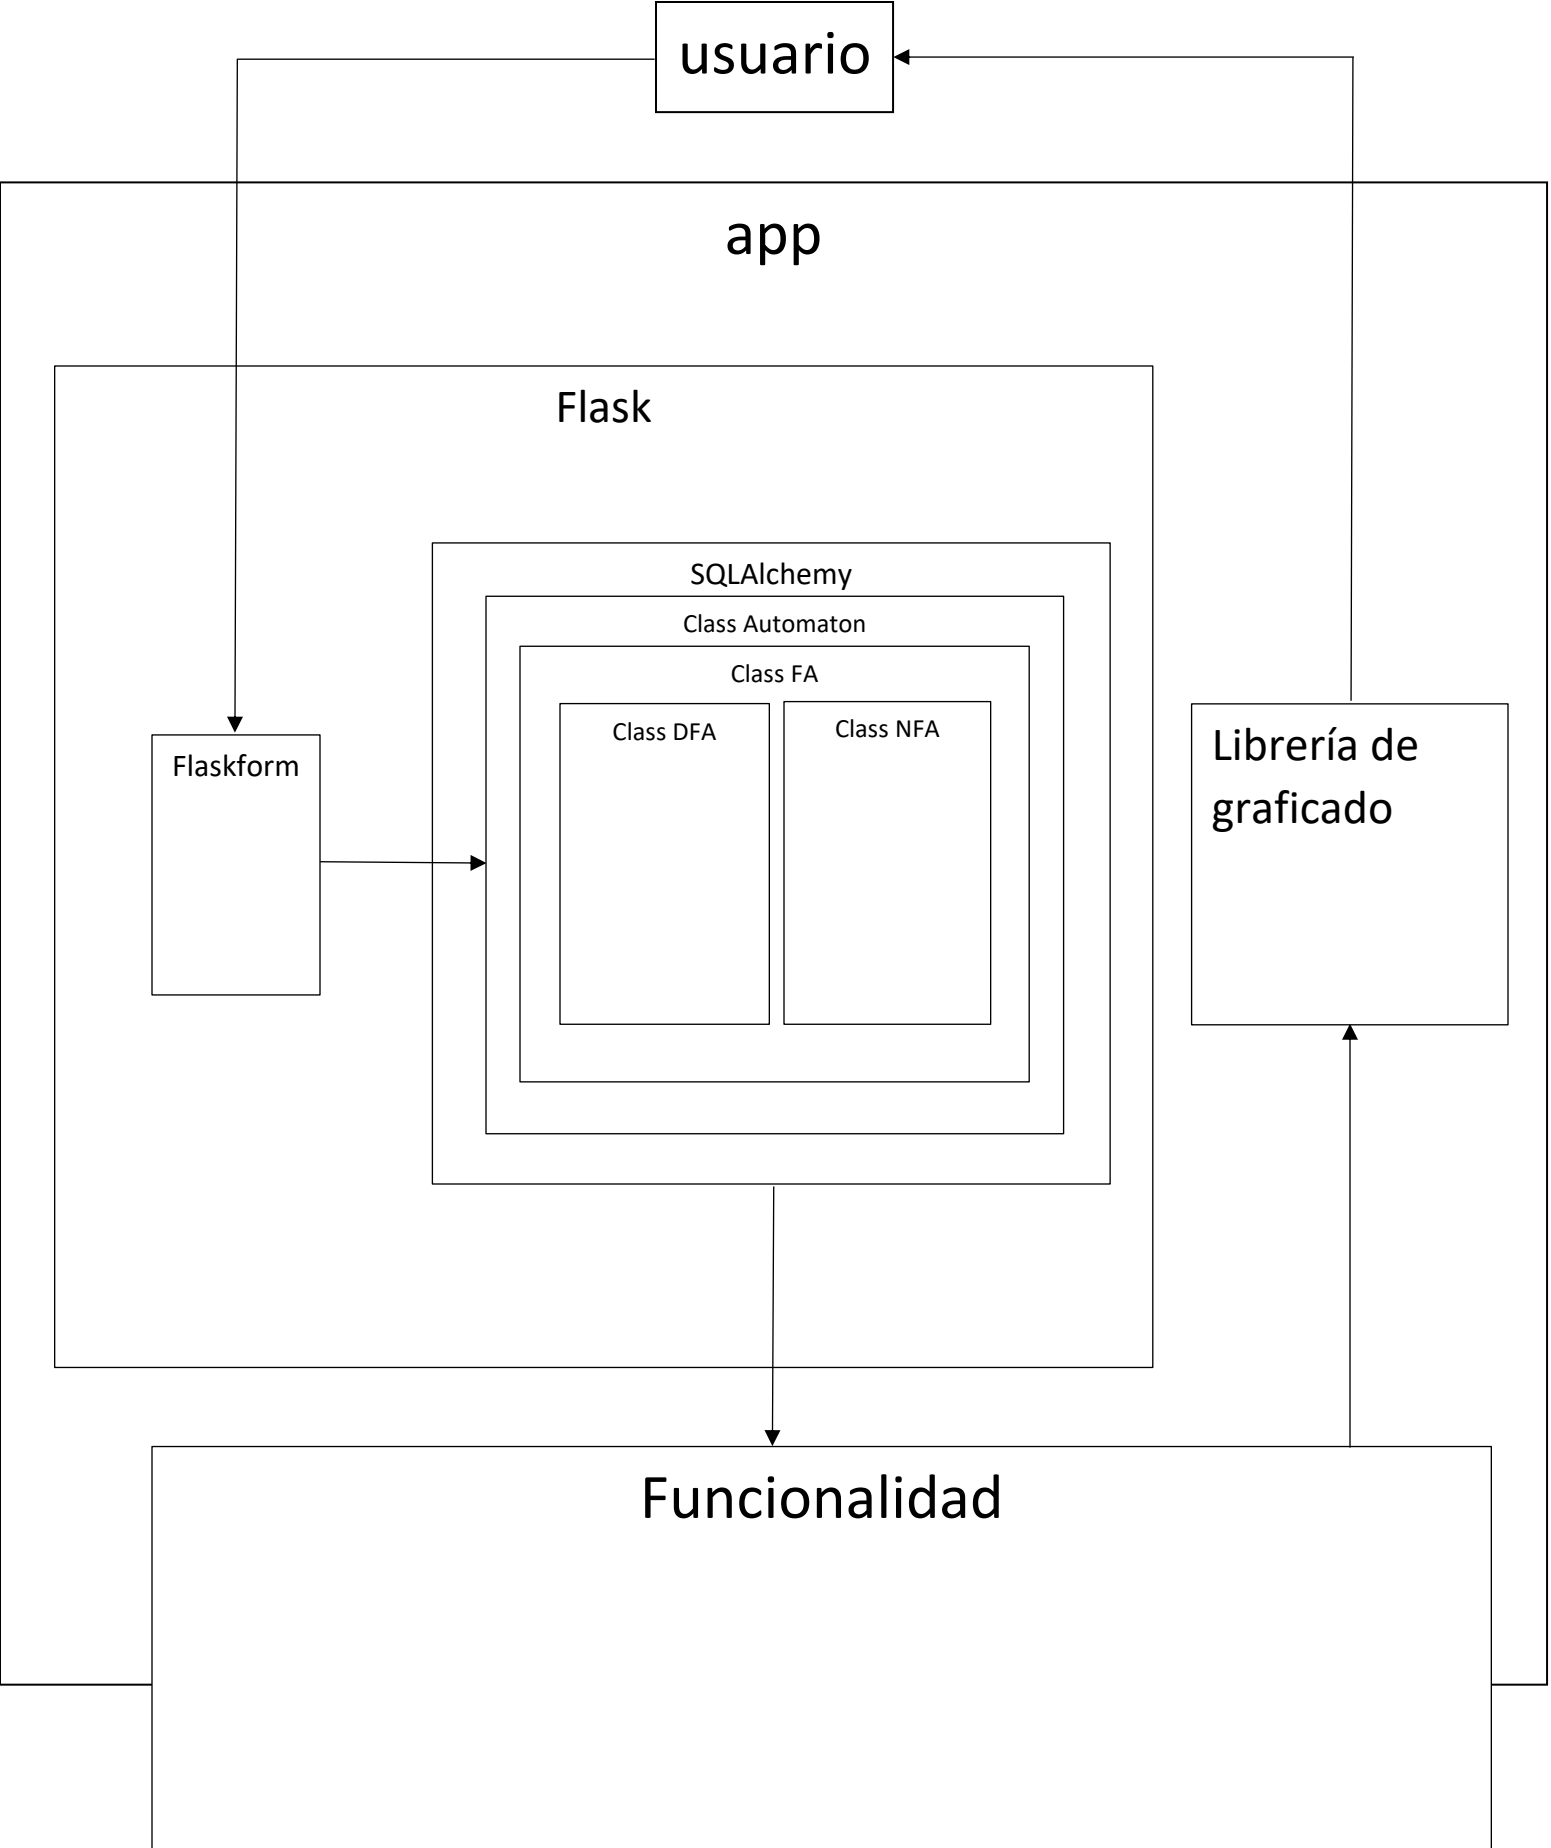 usuario
app
Flask
SQLAlchemy
Class Automaton
Class FA
Class DFA
Class NFA
Flaskform
Librería de
graficado
Funcionalidad